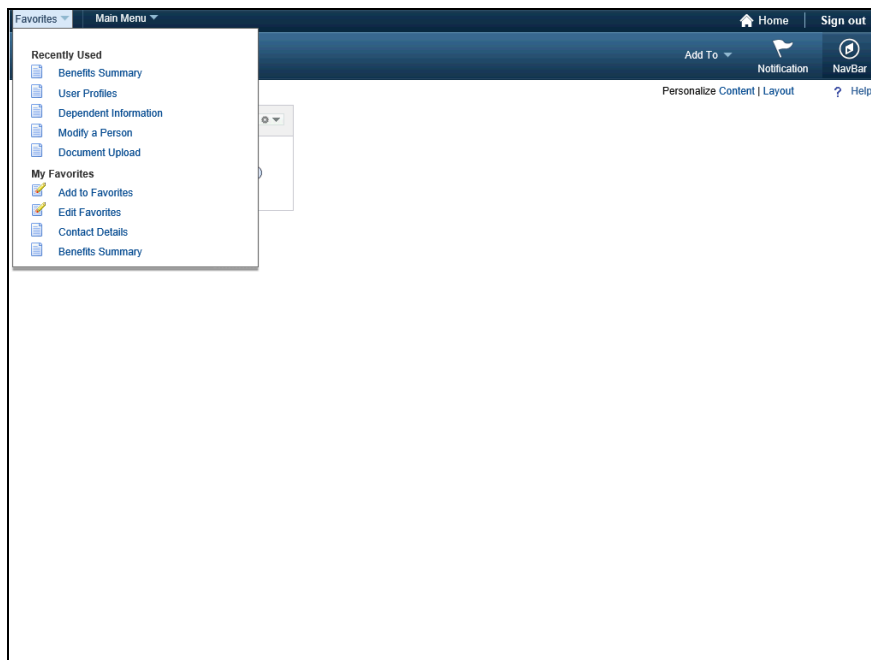 Favorites Main Menu Home Sign out
Add To Notification NavBar
Personalize Content | Layout ? Help
Recently Used
Benefits Summary
User Profiles
Dependent Information
Modify a Person
Document Upload
My Favorites
Add to Favorites
Edit Favorites
Contact Details
Benefits Summary